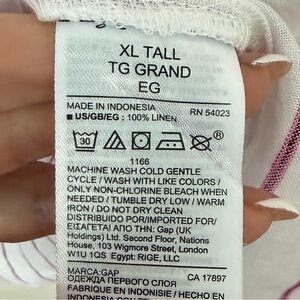 XL TALL
TG GRAND
EG
MADE IN INDONESIA RN 54023
■ US/GB/EG : 100% LINEN
30
1166
MACHINE WASH COLD GENTLE
CYCLE / WASH WITH LIKE COLORS /
ONLY NON-CHLORINE BLEACH WHEN
NEEDED / TUMBLE DRY LOW / WARM
IRON / DO NOT DRY CLEAN
DISTRIBUIDO POR/IMPORTED FOR/
ΕΙΣΑΓΕΤΑΙ ΑΠΟ ΤΗΝ: Gap (UK
Holdings) Ltd. Second Floor, Nations
House, 103 Wigmore Street, London
W1U 1QS Egypt: RIGE, LLC
MARCA:GAP CA 17897
ОДЕЖДА ПЕРВОГО СЛОЯ
FABRIQUE EN INDONESIE / HECHO EN